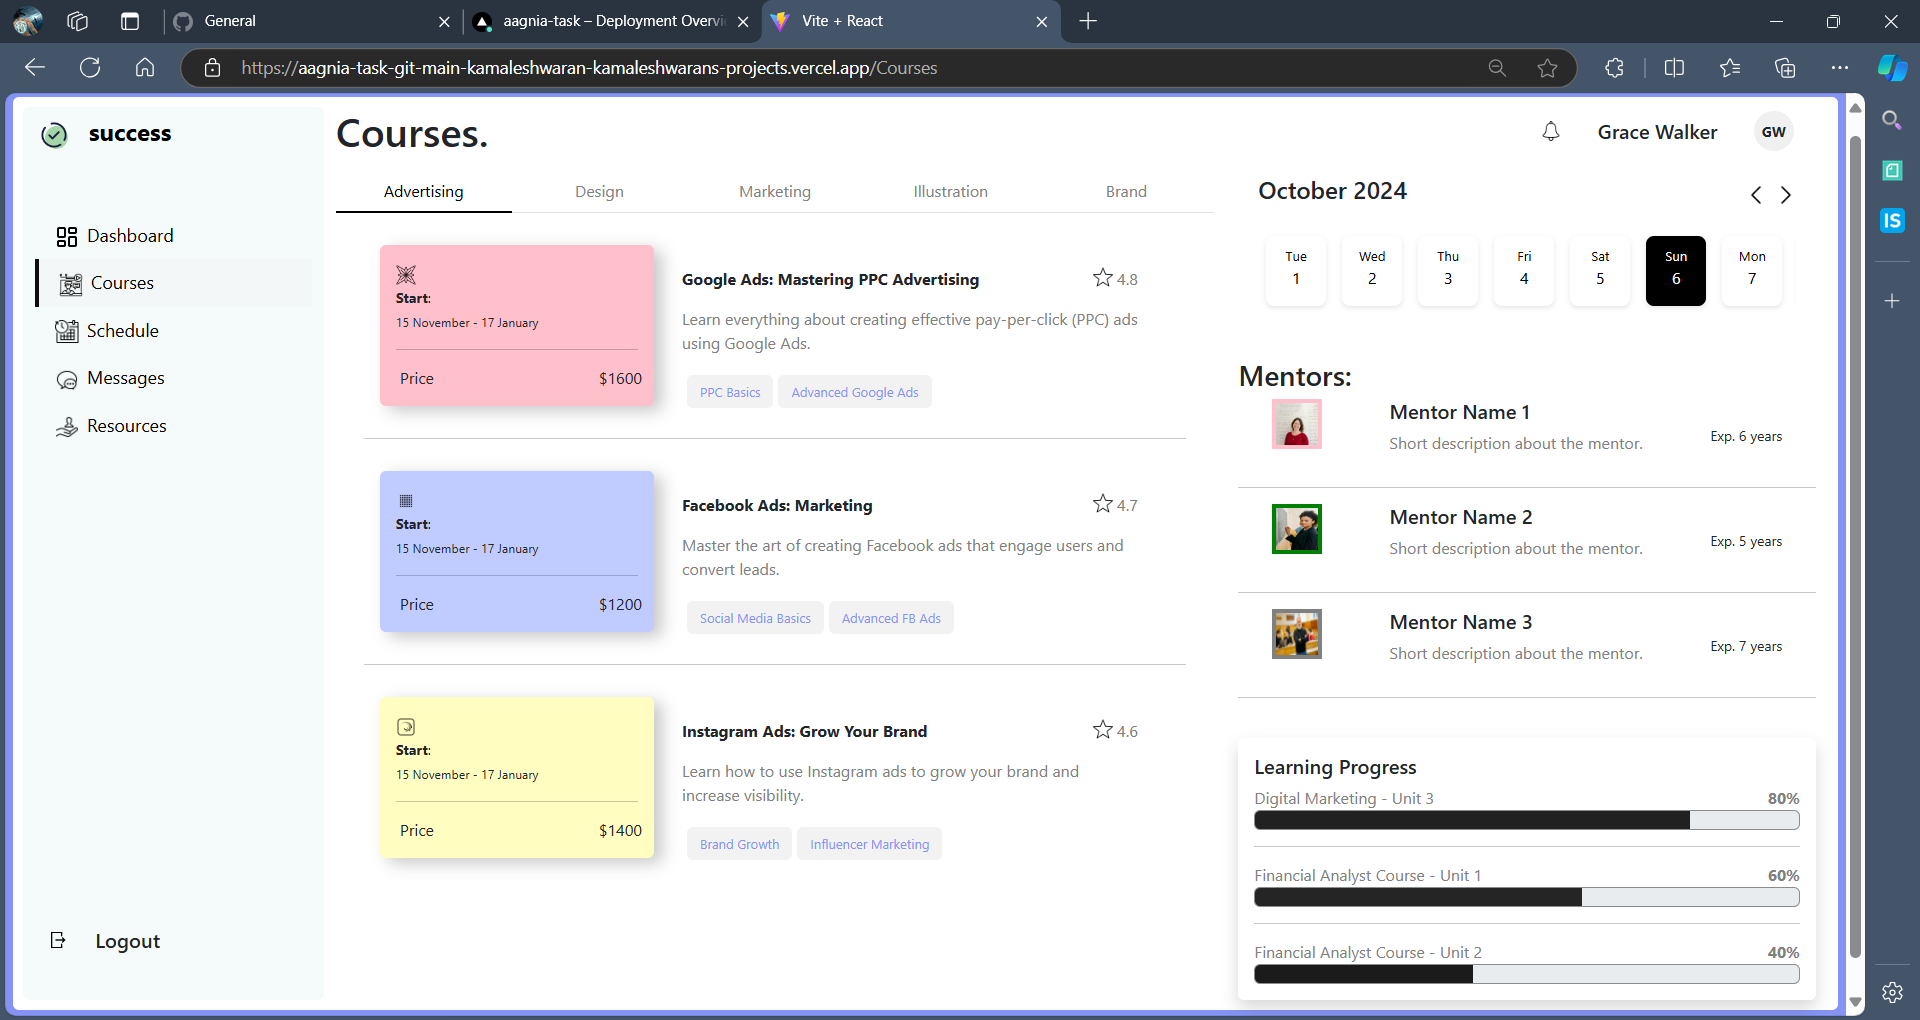 General
aagnia-task – Deployment Overvi
Vite + React
https://aagnia-task-git-main-kamaleshwaran-kamaleshwarans-projects.vercel.app/Courses
success
Dashboard
Courses
Schedule
Messages
Resources
Logout
Courses.
Advertising
Design
Marketing
Illustration
Brand
Start:
15 November - 17 January
Price $1600
Google Ads: Mastering PPC Advertising
4.8
Learn everything about creating effective pay-per-click (PPC) ads
using Google Ads.
PPC Basics
Advanced Google Ads
Start:
15 November - 17 January
Price $1200
Facebook Ads: Marketing
4.7
Master the art of creating Facebook ads that engage users and
convert leads.
Social Media Basics
Advanced FB Ads
Start:
15 November - 17 January
Price $1400
Instagram Ads: Grow Your Brand
4.6
Learn how to use Instagram ads to grow your brand and
increase visibility.
Brand Growth
Influencer Marketing
Grace Walker
GW
October 2024
Tue
1
Wed
2
Thu
3
Fri
4
Sat
5
Sun
6
Mon
7
Mentors:
Mentor Name 1
Short description about the mentor.
Exp. 6 years
Mentor Name 2
Short description about the mentor.
Exp. 5 years
Mentor Name 3
Short description about the mentor.
Exp. 7 years
Learning Progress
Digital Marketing - Unit 3 80%
Financial Analyst Course - Unit 1 60%
Financial Analyst Course - Unit 2 40%
IS